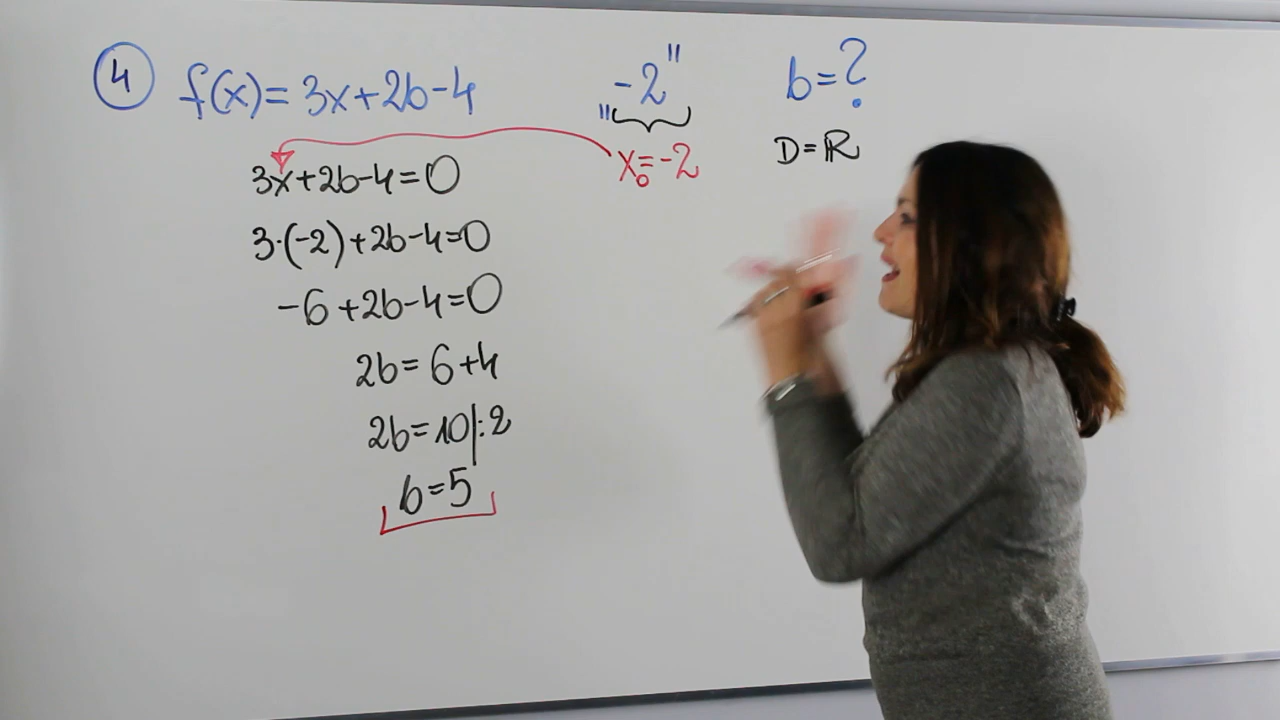 4 f(x)=3x+2b-4 "-2" b=?
x₀=-2 D=ℝ
3x+2b-4=0
3·(-2)+2b-4=0
-6+2b-4=0
2b=6+4
2b=10|:2
b=5